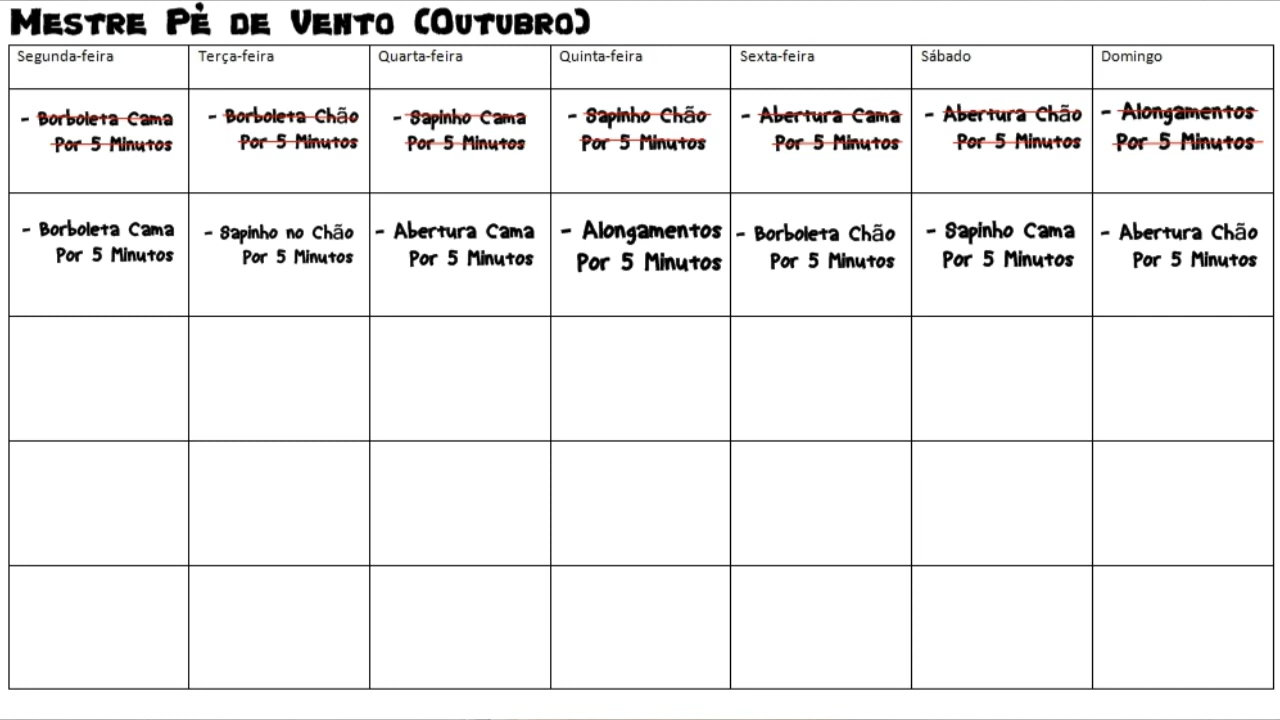 Mestre Pé de Vento (Outubro)
Segunda-feira Terça-feira Quarta-feira Quinta-feira Sexta-feira Sábado Domingo
- Borboleta Cama
Por 5 Minutos
- Borboleta Chão
Por 5 Minutos
- Sapinho Cama
Por 5 Minutos
- Sapinho Chão
Por 5 Minutos
- Abertura Cama
Por 5 Minutos
- Abertura Chão
Por 5 Minutos
- Alongamentos
Por 5 Minutos
- Borboleta Cama
Por 5 Minutos
- Sapinho no Chão
Por 5 Minutos
- Abertura Cama
Por 5 Minutos
- Alongamentos
Por 5 Minutos
- Borboleta Chão
Por 5 Minutos
- Sapinho Cama
Por 5 Minutos
- Abertura Chão
Por 5 Minutos